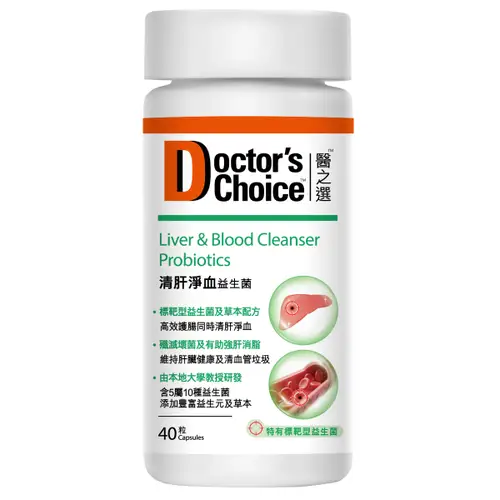 Doctor's
Choice™
醫之選™
Liver & Blood Cleanser
Probiotics
清肝淨血益生菌
• 標靶型益生菌及草本配方
高效護腸同時清肝淨血
• 殲滅壞菌及有助強肝消脂
維持肝臟健康及清血管垃圾
• 由本地大學教授研發
含5屬10種益生菌
添加豐富益生元及草本
40粒
Capsules
特有標靶型益生菌